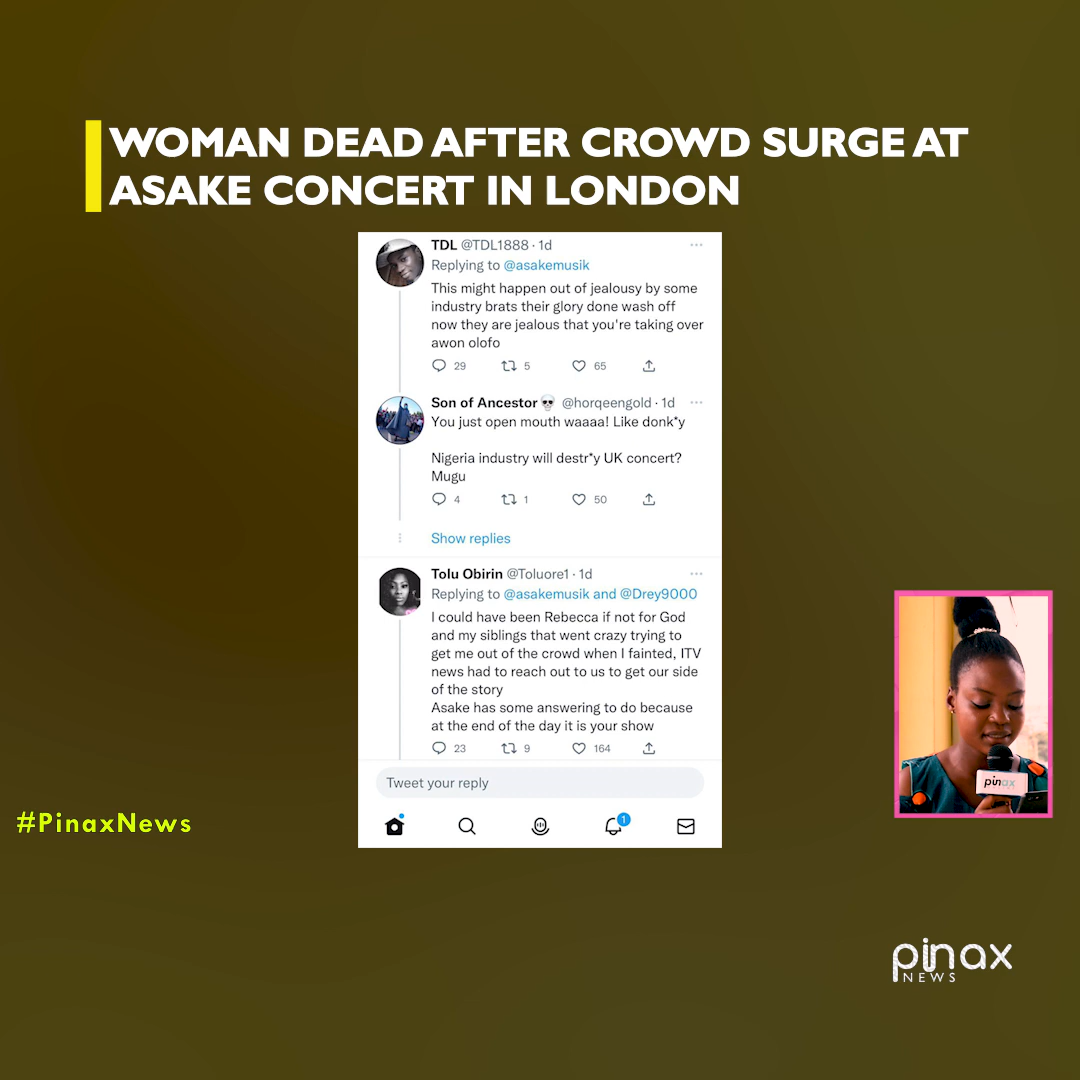 WOMAN DEAD AFTER CROWD SURGE AT
ASAKE CONCERT IN LONDON
TDL @TDL1888 · 1d
Replying to @asakemusik
This might happen out of jealousy by some
industry brats their glory done wash off
now they are jealous that you're taking over
awon olofo
29 5 65
Son of Ancestor💀 @horqeengold · 1d
You just open mouth waaaa! Like donk*y
Nigeria industry will destr*y UK concert?
Mugu
4 1 50
Show replies
Tolu Obirin @Toluore1 · 1d
Replying to @asakemusik and @Drey9000
I could have been Rebecca if not for God
and my siblings that went crazy trying to
get me out of the crowd when I fainted, ITV
news had to reach out to us to get our side
of the story
Asake has some answering to do because
at the end of the day it is your show
23 9 164
Tweet your reply
1
#PinaxNews
pinax
pinax
NEWS